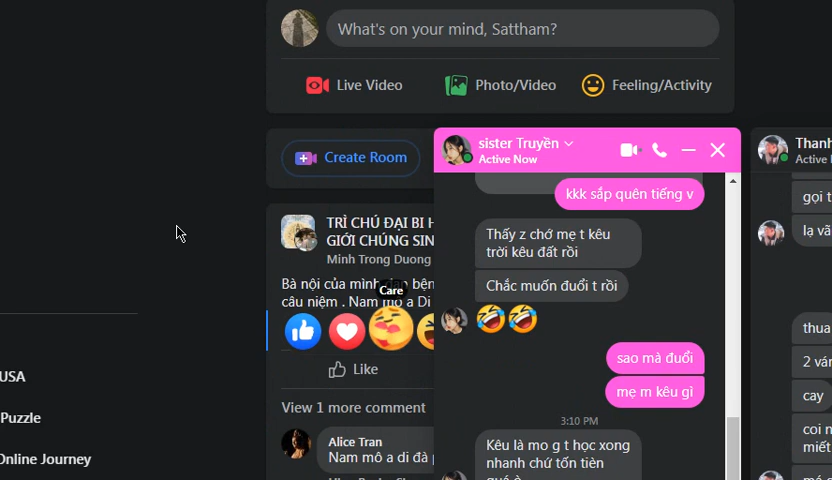 What's on your mind, Sattham?
Live Video
Photo/Video
Feeling/Activity
Create Room
TRÌ CHÚ ĐẠI BI H
GIỚI CHÚNG SIN
Minh Trong Duong
Bà nội của mình đan bện
câu niệm . Nam mô a Di
Care
Like
View 1 more comment
Alice Tran
Nam mô a di đà
USA
Puzzle
Online Journey
sister Truyền
Active Now
kkk sắp quên tiếng v
Thấy z chớ mẹ t kêu
trời kêu đất rồi
Chắc muốn đuổi t rồi
sao mà đuổi
mẹ m kêu gì
3:10 PM
Kêu là mo g t học xong
nhanh chứ tốn tiền
quá à
Thanh
Active
gọi t
lạ vã
thua
2 vá
cay
coi n
miết